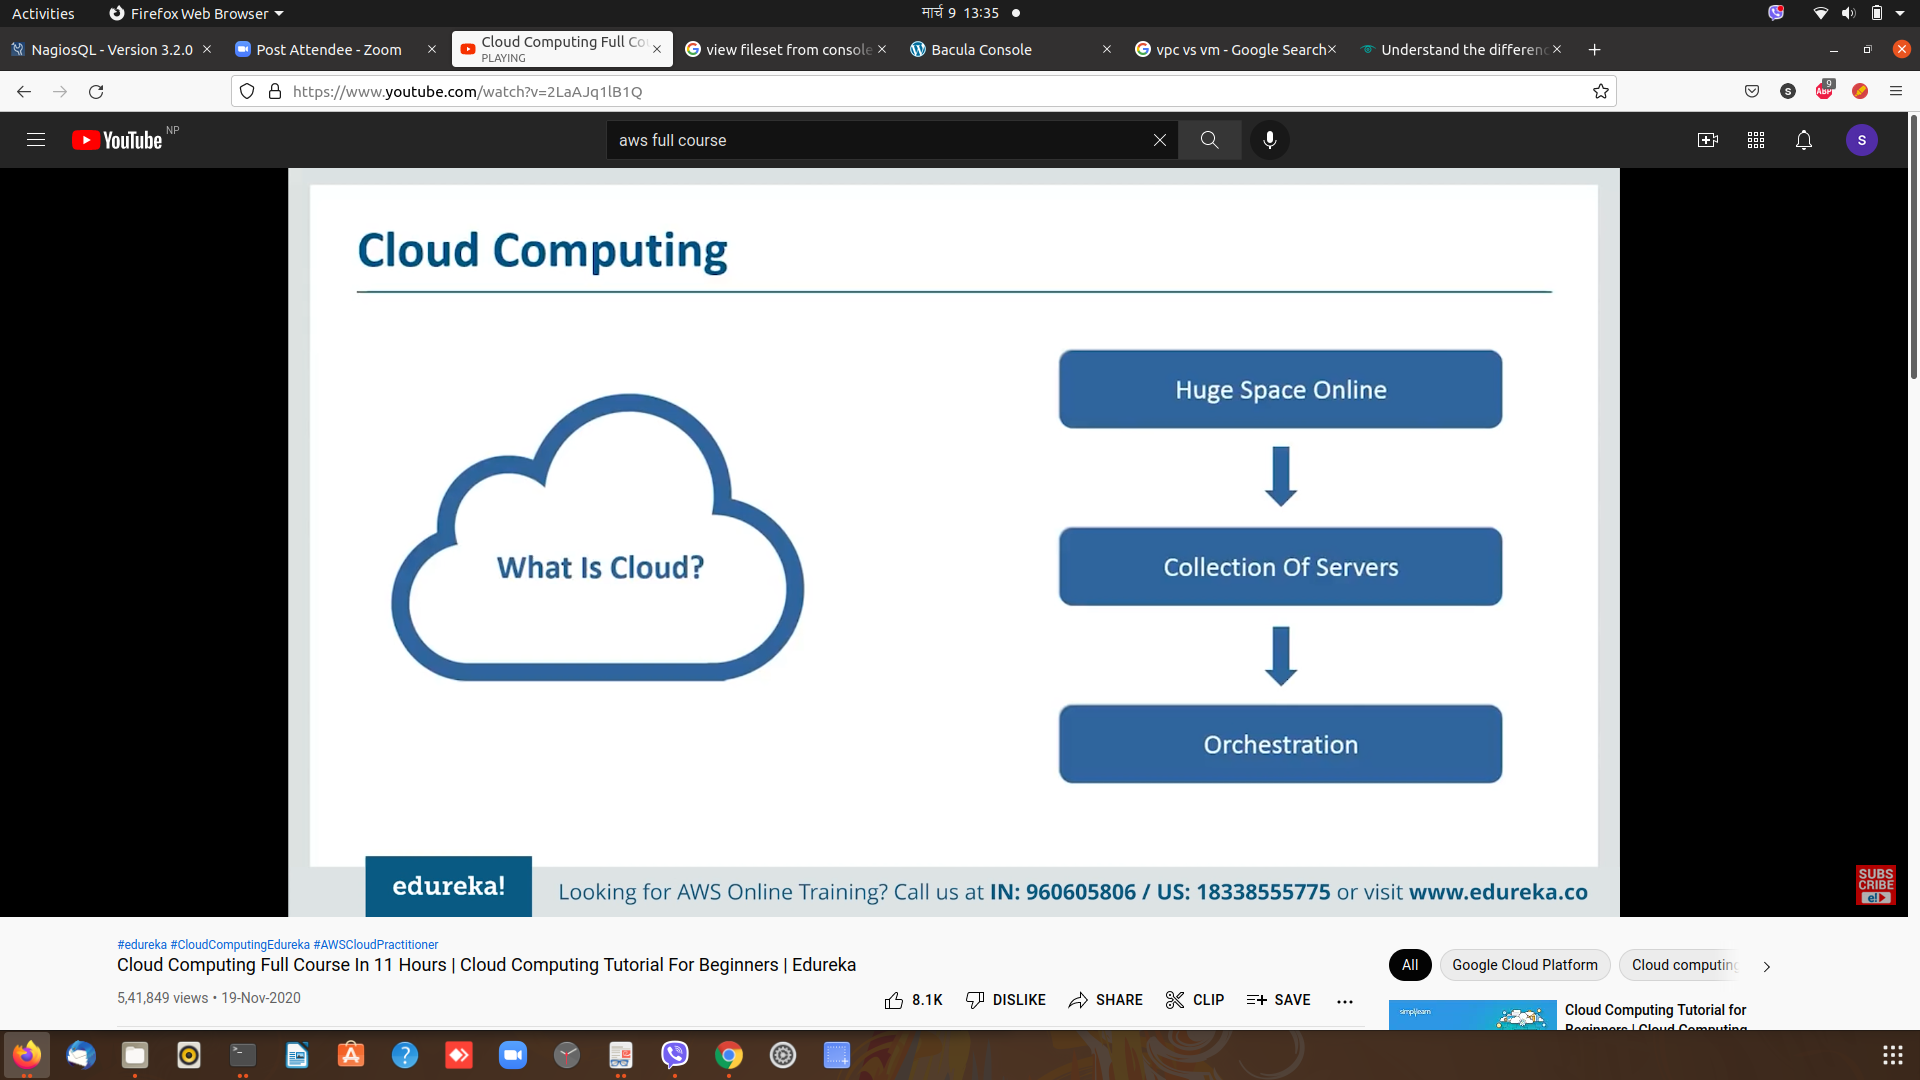 Activities
Firefox Web Browser
मार्च 9 13:35
NagiosQL - Version 3.2.0
Post Attendee - Zoom
Cloud Computing Full Co
PLAYING
view fileset from console
Bacula Console
vpc vs vm - Google Search
Understand the differenc
https://www.youtube.com/watch?v=2LaAJq1lB1Q
S
ABP
9
YouTube NP
aws full course
S
Cloud Computing
What Is Cloud?
Huge Space Online
Collection Of Servers
Orchestration
edureka!
Looking for AWS Online Training? Call us at IN: 960605806 / US: 18338555775 or visit www.edureka.co
SUBS
CRIBE
e!
#edureka #CloudComputingEdureka #AWSCloudPractitioner
Cloud Computing Full Course In 11 Hours | Cloud Computing Tutorial For Beginners | Edureka
5,41,849 views • 19-Nov-2020
8.1K
DISLIKE
SHARE
CLIP
SAVE
All
Google Cloud Platform
Cloud computing
simplilearn
Cloud Computing Tutorial for
Beginners | Cloud Computing